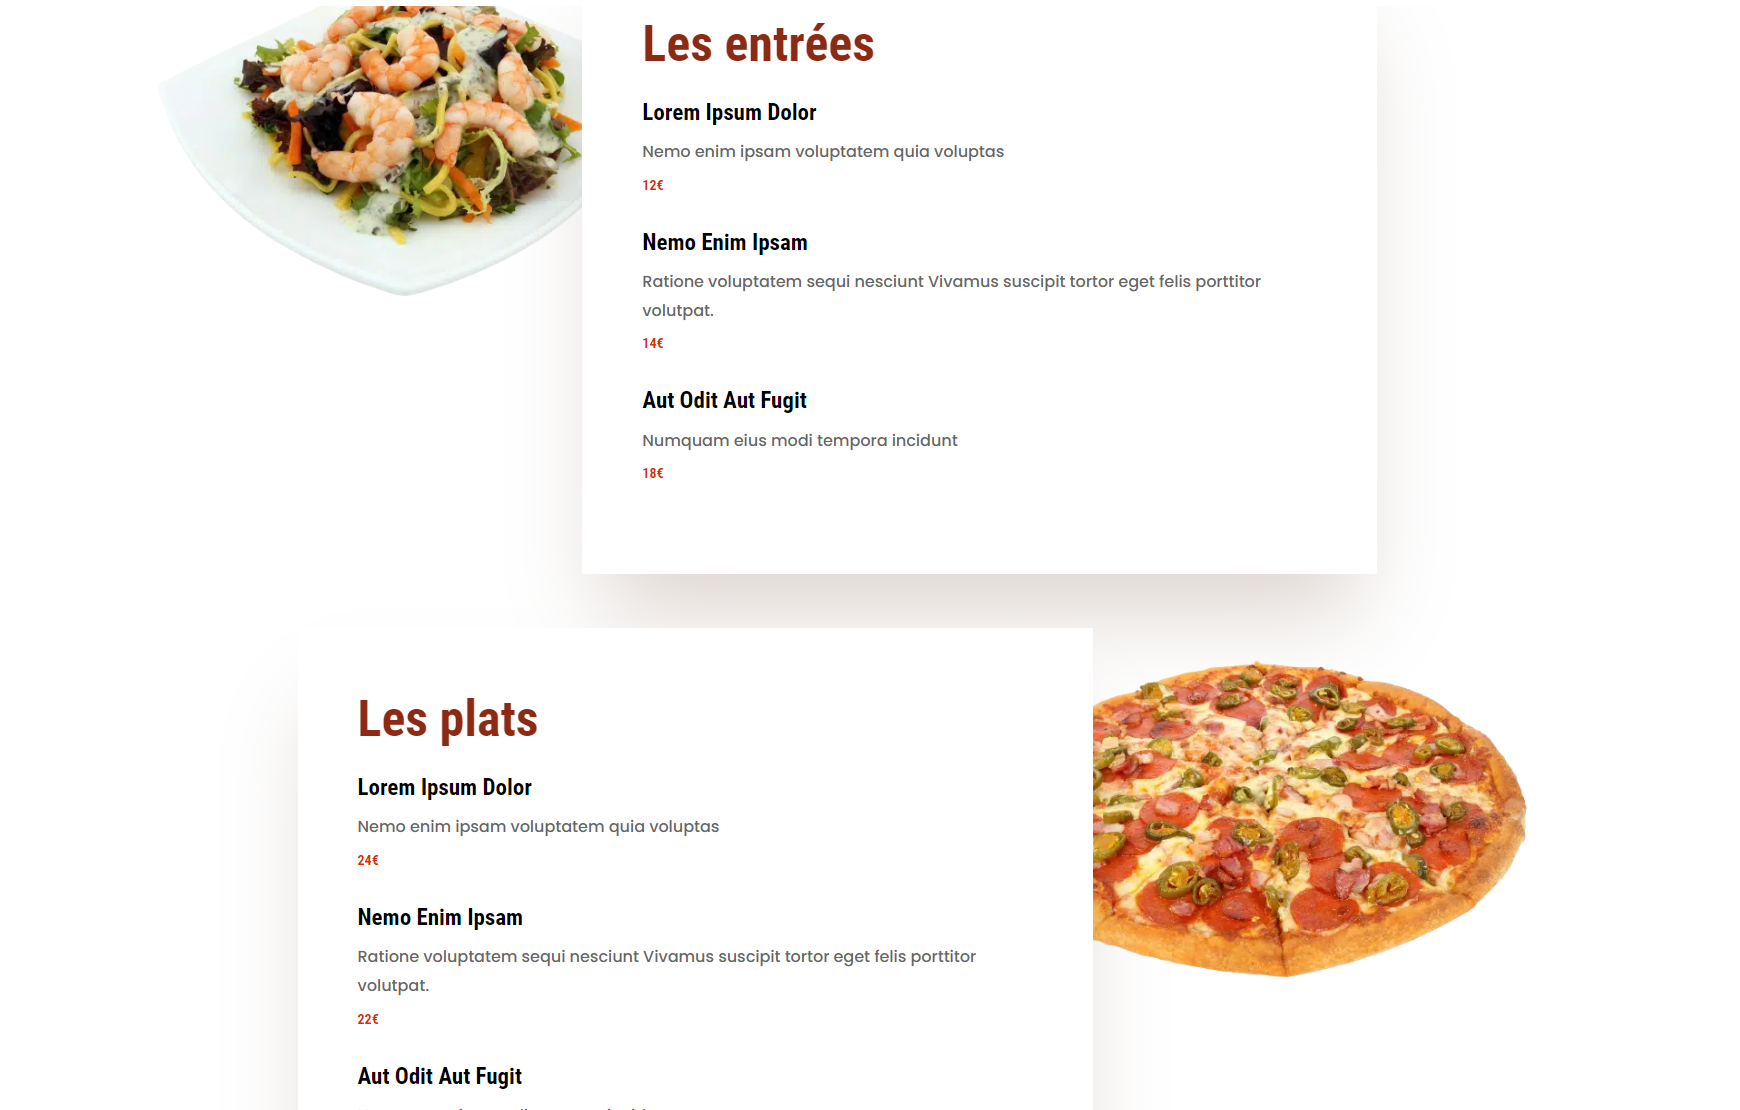 Les entrées
Lorem Ipsum Dolor
Nemo enim ipsam voluptatem quia voluptas
12€
Nemo Enim Ipsam
Ratione voluptatem sequi nesciunt Vivamus suscipit tortor eget felis porttitor
volutpat.
14€
Aut Odit Aut Fugit
Numquam eius modi tempora incidunt
18€
Les plats
Lorem Ipsum Dolor
Nemo enim ipsam voluptatem quia voluptas
24€
Nemo Enim Ipsam
Ratione voluptatem sequi nesciunt Vivamus suscipit tortor eget felis porttitor
volutpat.
22€
Aut Odit Aut Fugit